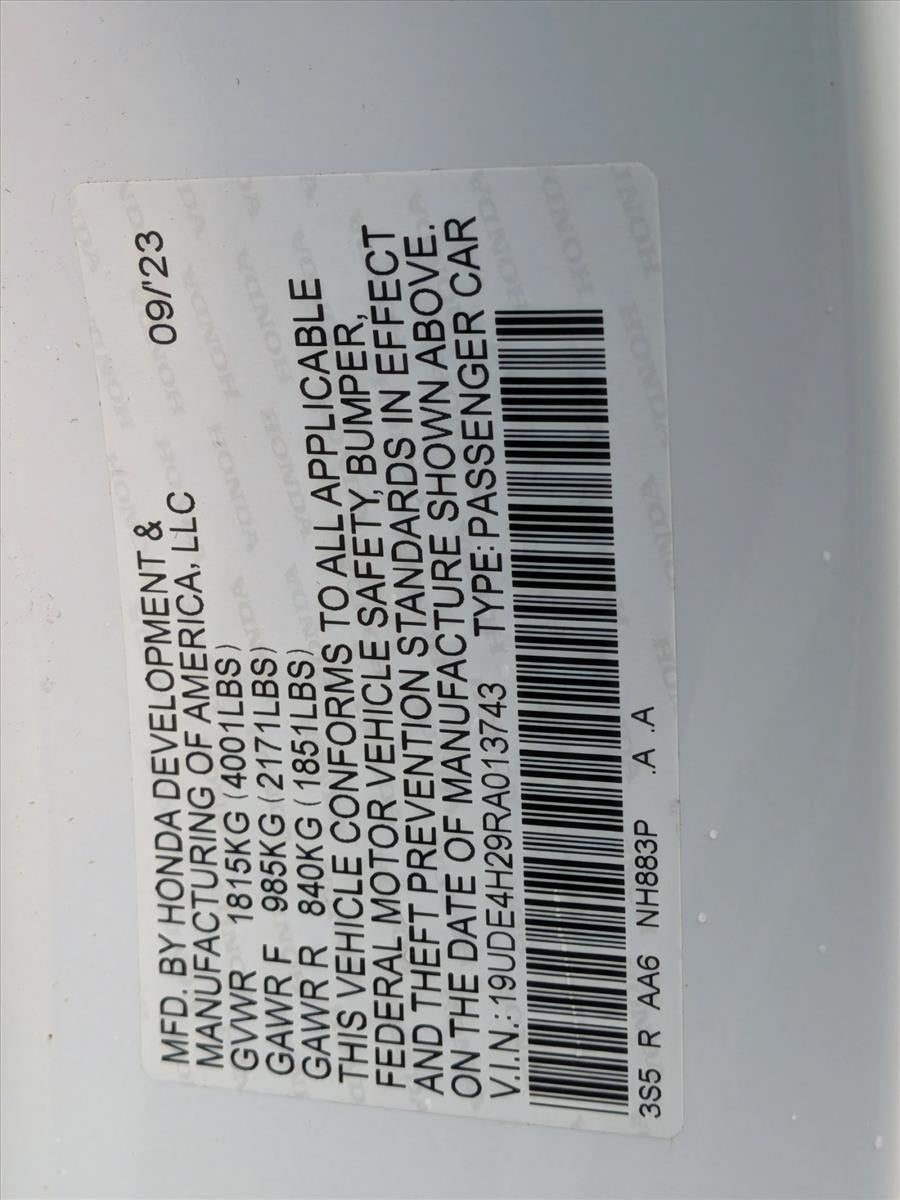 MFD. BY HONDA DEVELOPMENT &
MANUFACTURING OF AMERICA, LLC 09/'23
GVWR 1815KG (4001LBS)
GAWR F 985KG (2171LBS)
GAWR R 840KG (1851LBS)
THIS VEHICLE CONFORMS TO ALL APPLICABLE
FEDERAL MOTOR VEHICLE SAFETY, BUMPER,
AND THEFT PREVENTION STANDARDS IN EFFECT
ON THE DATE OF MANUFACTURE SHOWN ABOVE.
V.I.N.: 19UDE4H29RA013743 TYPE: PASSENGER CAR
3S5 R AA6 NH883P .A .A